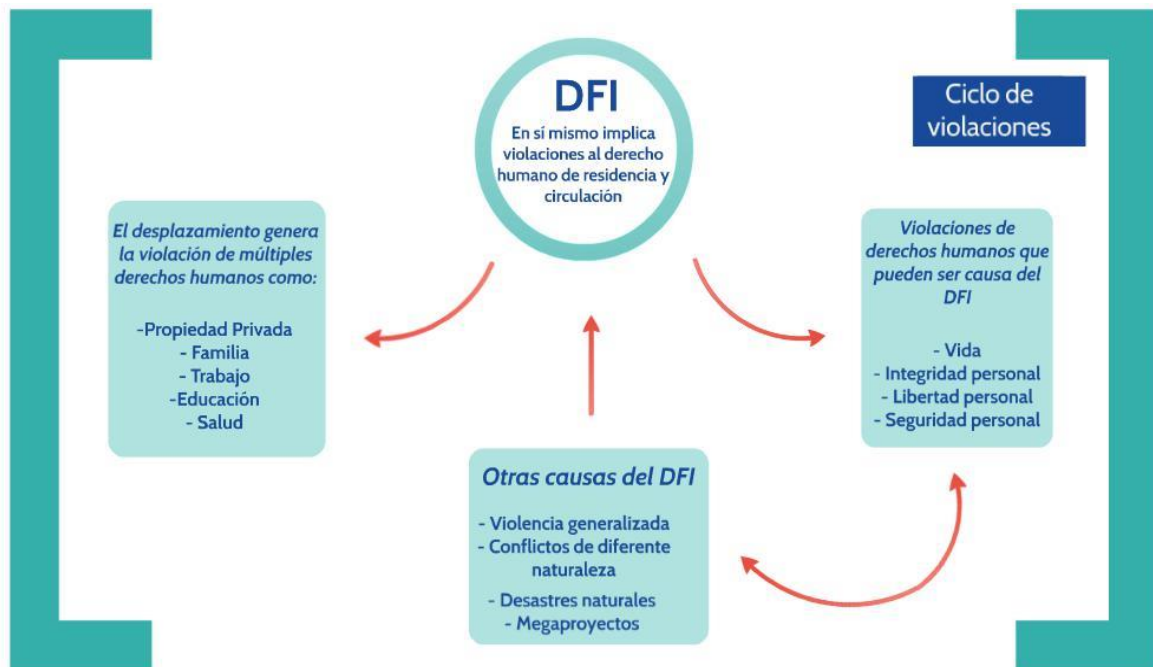 DFI
En sí mismo implica
violaciones al derecho
humano de residencia y
circulación
Ciclo de
violaciones
El desplazamiento genera
la violación de múltiples
derechos humanos como:
-Propiedad Privada
- Familia
- Trabajo
-Educación
- Salud
Violaciones de
derechos humanos que
pueden ser causa del
DFI
- Vida
- Integridad personal
- Libertad personal
- Seguridad personal
Otras causas del DFI
- Violencia generalizada
- Conflictos de diferente
naturaleza
- Desastres naturales
- Megaproyectos